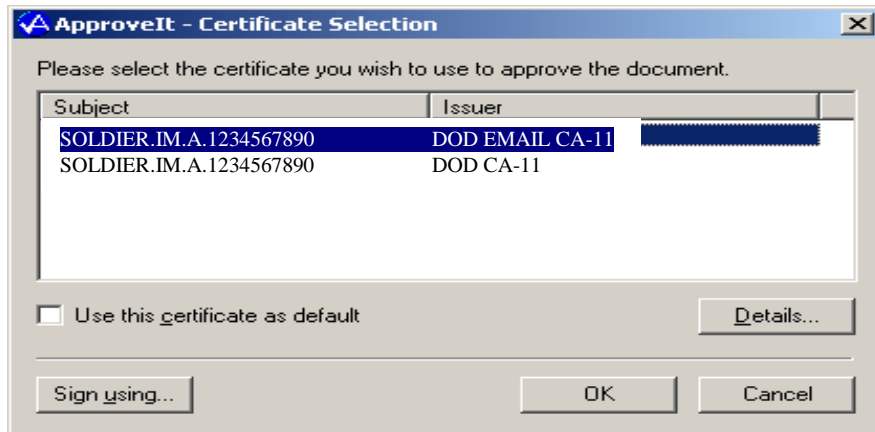 ApproveIt - Certificate Selection
Please select the certificate you wish to use to approve the document.
Subject Issuer
SOLDIER.IM.A.1234567890 DOD EMAIL CA-11
SOLDIER.IM.A.1234567890 DOD CA-11
Use this certificate as default Details...
Sign using... OK Cancel